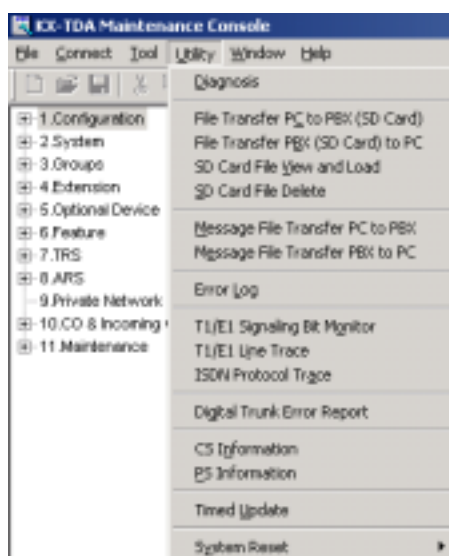 KX-TDA Maintenance Console
File Connect Tool Utility Window Help
1.Configuration
2.System
3.Groups
4.Extension
5.Optional Device
6.Feature
7.TRS
8.ARS
9.Private Network
10.CO & Incoming
11.Maintenance
Diagnosis
File Transfer PC to PBX (SD Card)
File Transfer PBX (SD Card) to PC
SD Card File View and Load
SD Card File Delete
Message File Transfer PC to PBX
Message File Transfer PBX to PC
Error Log
T1/E1 Signaling Bit Monitor
T1/E1 Line Trace
ISDN Protocol Trace
Digital Trunk Error Report
CS Information
PS Information
Timed Update
System Reset